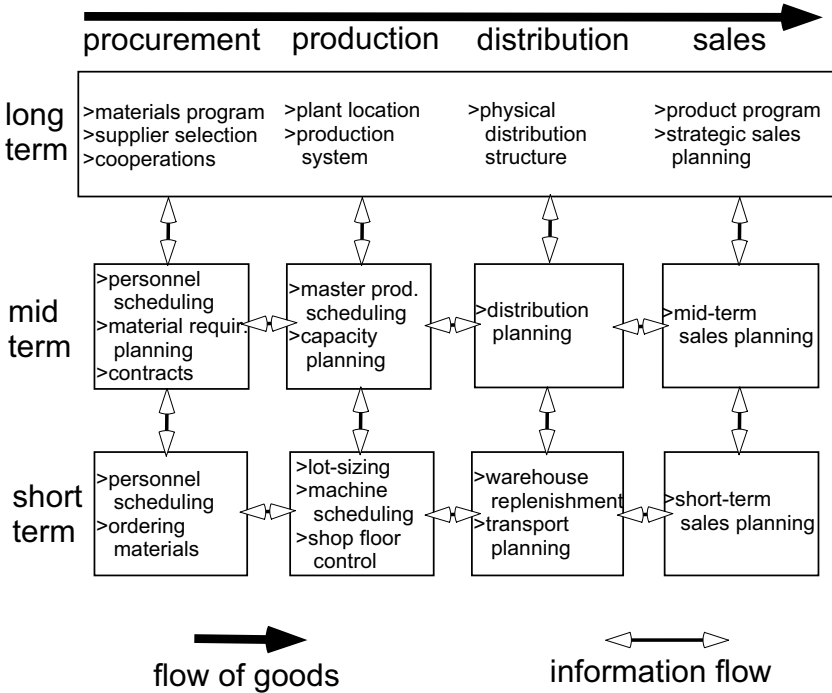 procurement production distribution sales
long
term
>materials program
>supplier selection
>cooperations
>plant location
>production
system
>physical
distribution
structure
>product program
>strategic sales
planning
mid
term
>personnel
scheduling
>material requir.
planning
>contracts
>master prod.
scheduling
>capacity
planning
>distribution
planning
>mid-term
sales planning
short
term
>personnel
scheduling
>ordering
materials
>lot-sizing
>machine
scheduling
>shop floor
control
>warehouse
replenishment
>transport
planning
>short-term
sales planning
flow of goods
information flow